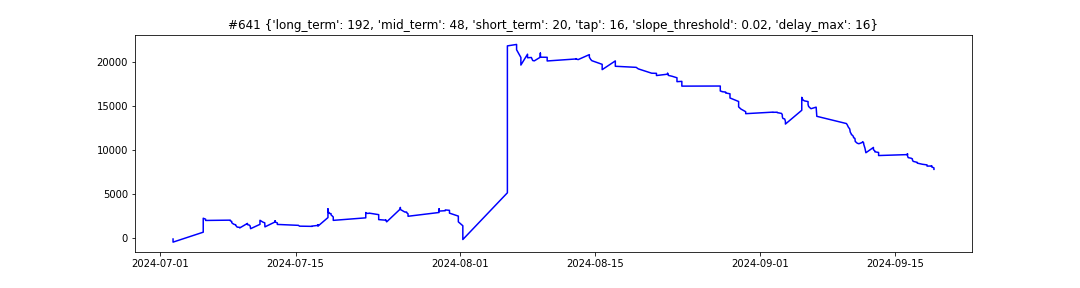 #641 {'long_term': 192, 'mid_term': 48, 'short_term': 20, 'tap': 16, 'slope_threshold': 0.02, 'delay_max': 16}
20000
15000
10000
5000
0
2024-07-01 2024-07-15 2024-08-01 2024-08-15 2024-09-01 2024-09-15